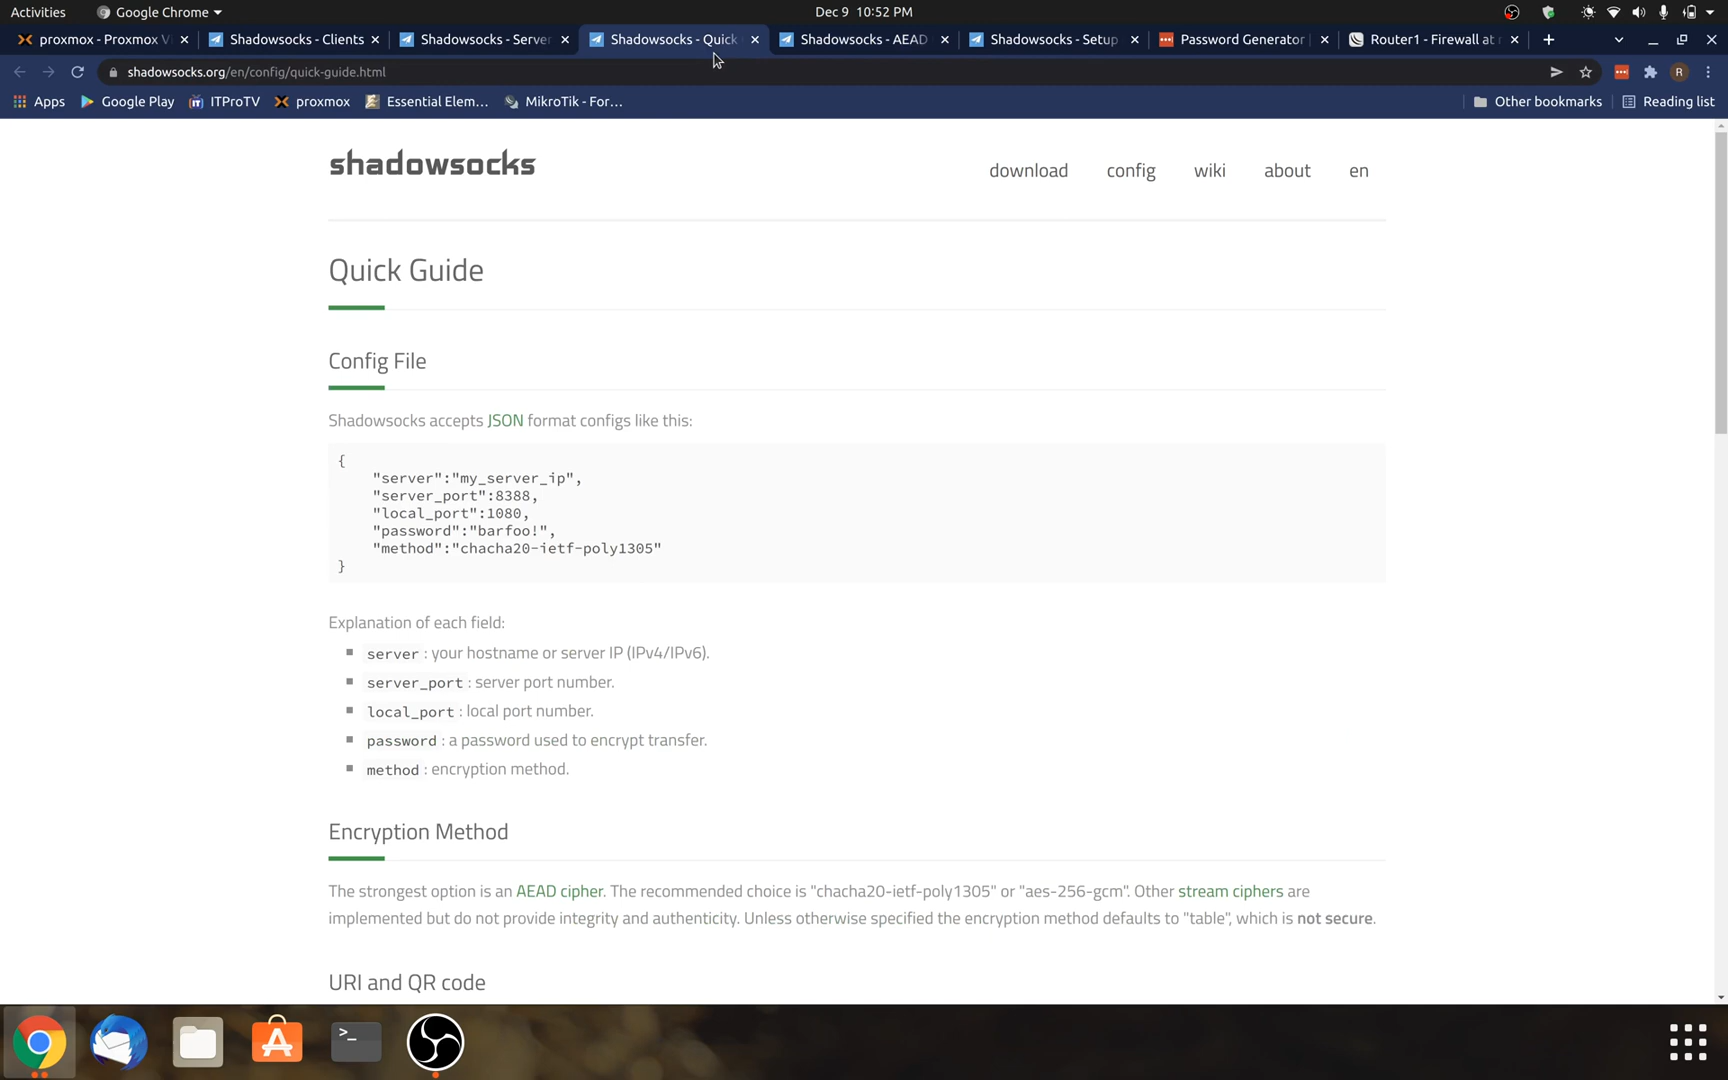 Activities
Google Chrome
Dec 9 10:52 PM
proxmox - Proxmox Vi
Shadowsocks - Clients
Shadowsocks - Server
Shadowsocks - Quick
Shadowsocks - AEAD
Shadowsocks - Setup
Password Generator
Router1 - Firewall at
shadowsocks.org/en/config/quick-guide.html
R
Apps
Google Play
ITProTV
proxmox
Essential Elem...
MikroTik - For...
Other bookmarks
Reading list
shadowsocks
download
config
wiki
about
en
Quick Guide
Config File
Shadowsocks accepts JSON format configs like this:
{
"server":"my_server_ip",
"server_port":8388,
"local_port":1080,
"password":"barfoo!",
"method":"chacha20-ietf-poly1305"
}
Explanation of each field:
server : your hostname or server IP (IPv4/IPv6).
server_port : server port number.
local_port : local port number.
password : a password used to encrypt transfer.
method : encryption method.
Encryption Method
The strongest option is an AEAD cipher. The recommended choice is "chacha20-ietf-poly1305" or "aes-256-gcm". Other stream ciphers are
implemented but do not provide integrity and authenticity. Unless otherwise specified the encryption method defaults to "table", which is not secure.
URI and QR code